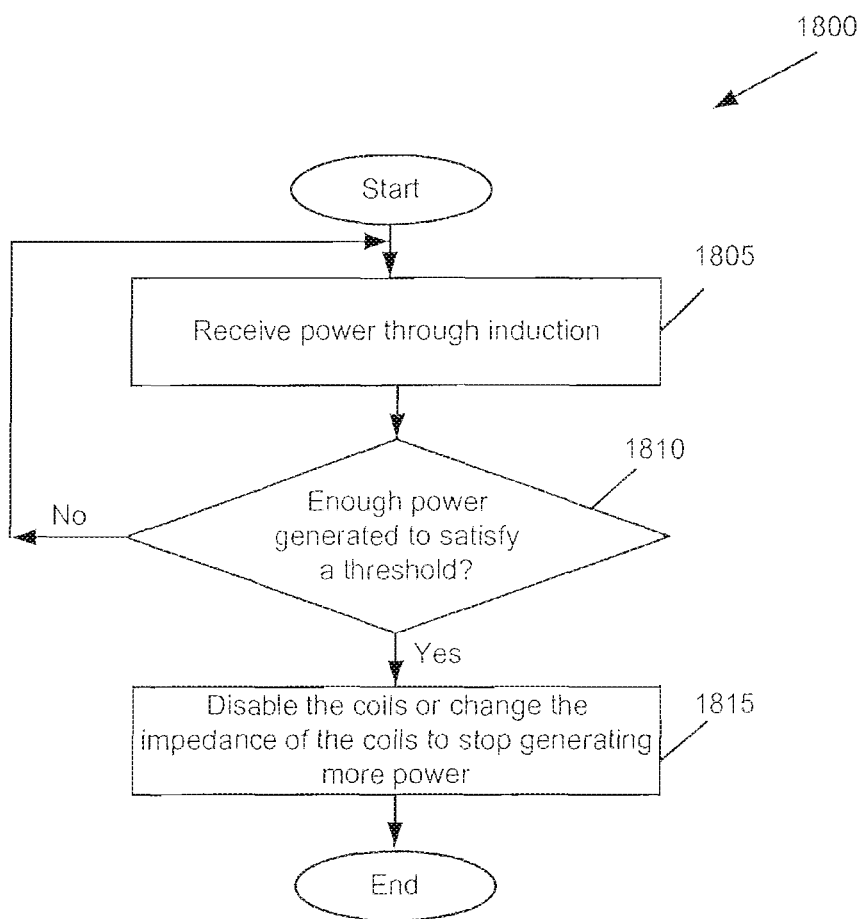 1800
Start
1805
Receive power through induction
1810
Enough power
generated to satisfy
a threshold?
No
Yes
1815
Disable the coils or change the
impedance of the coils to stop generating
more power
End